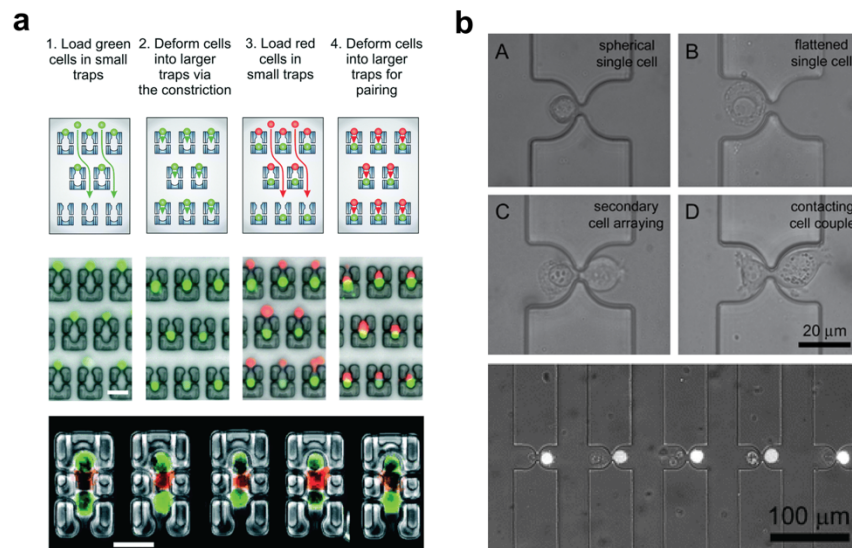 a
1. Load green
cells in small
traps
2. Deform cells
into larger
traps via
the constriction
3. Load red
cells in
small traps
4. Deform cells
into larger
traps for
pairing
b
A
spherical
single cell
B
flattened
single cell
C
secondary
cell arraying
D
contacting
cell couple
20 μm
100 μm